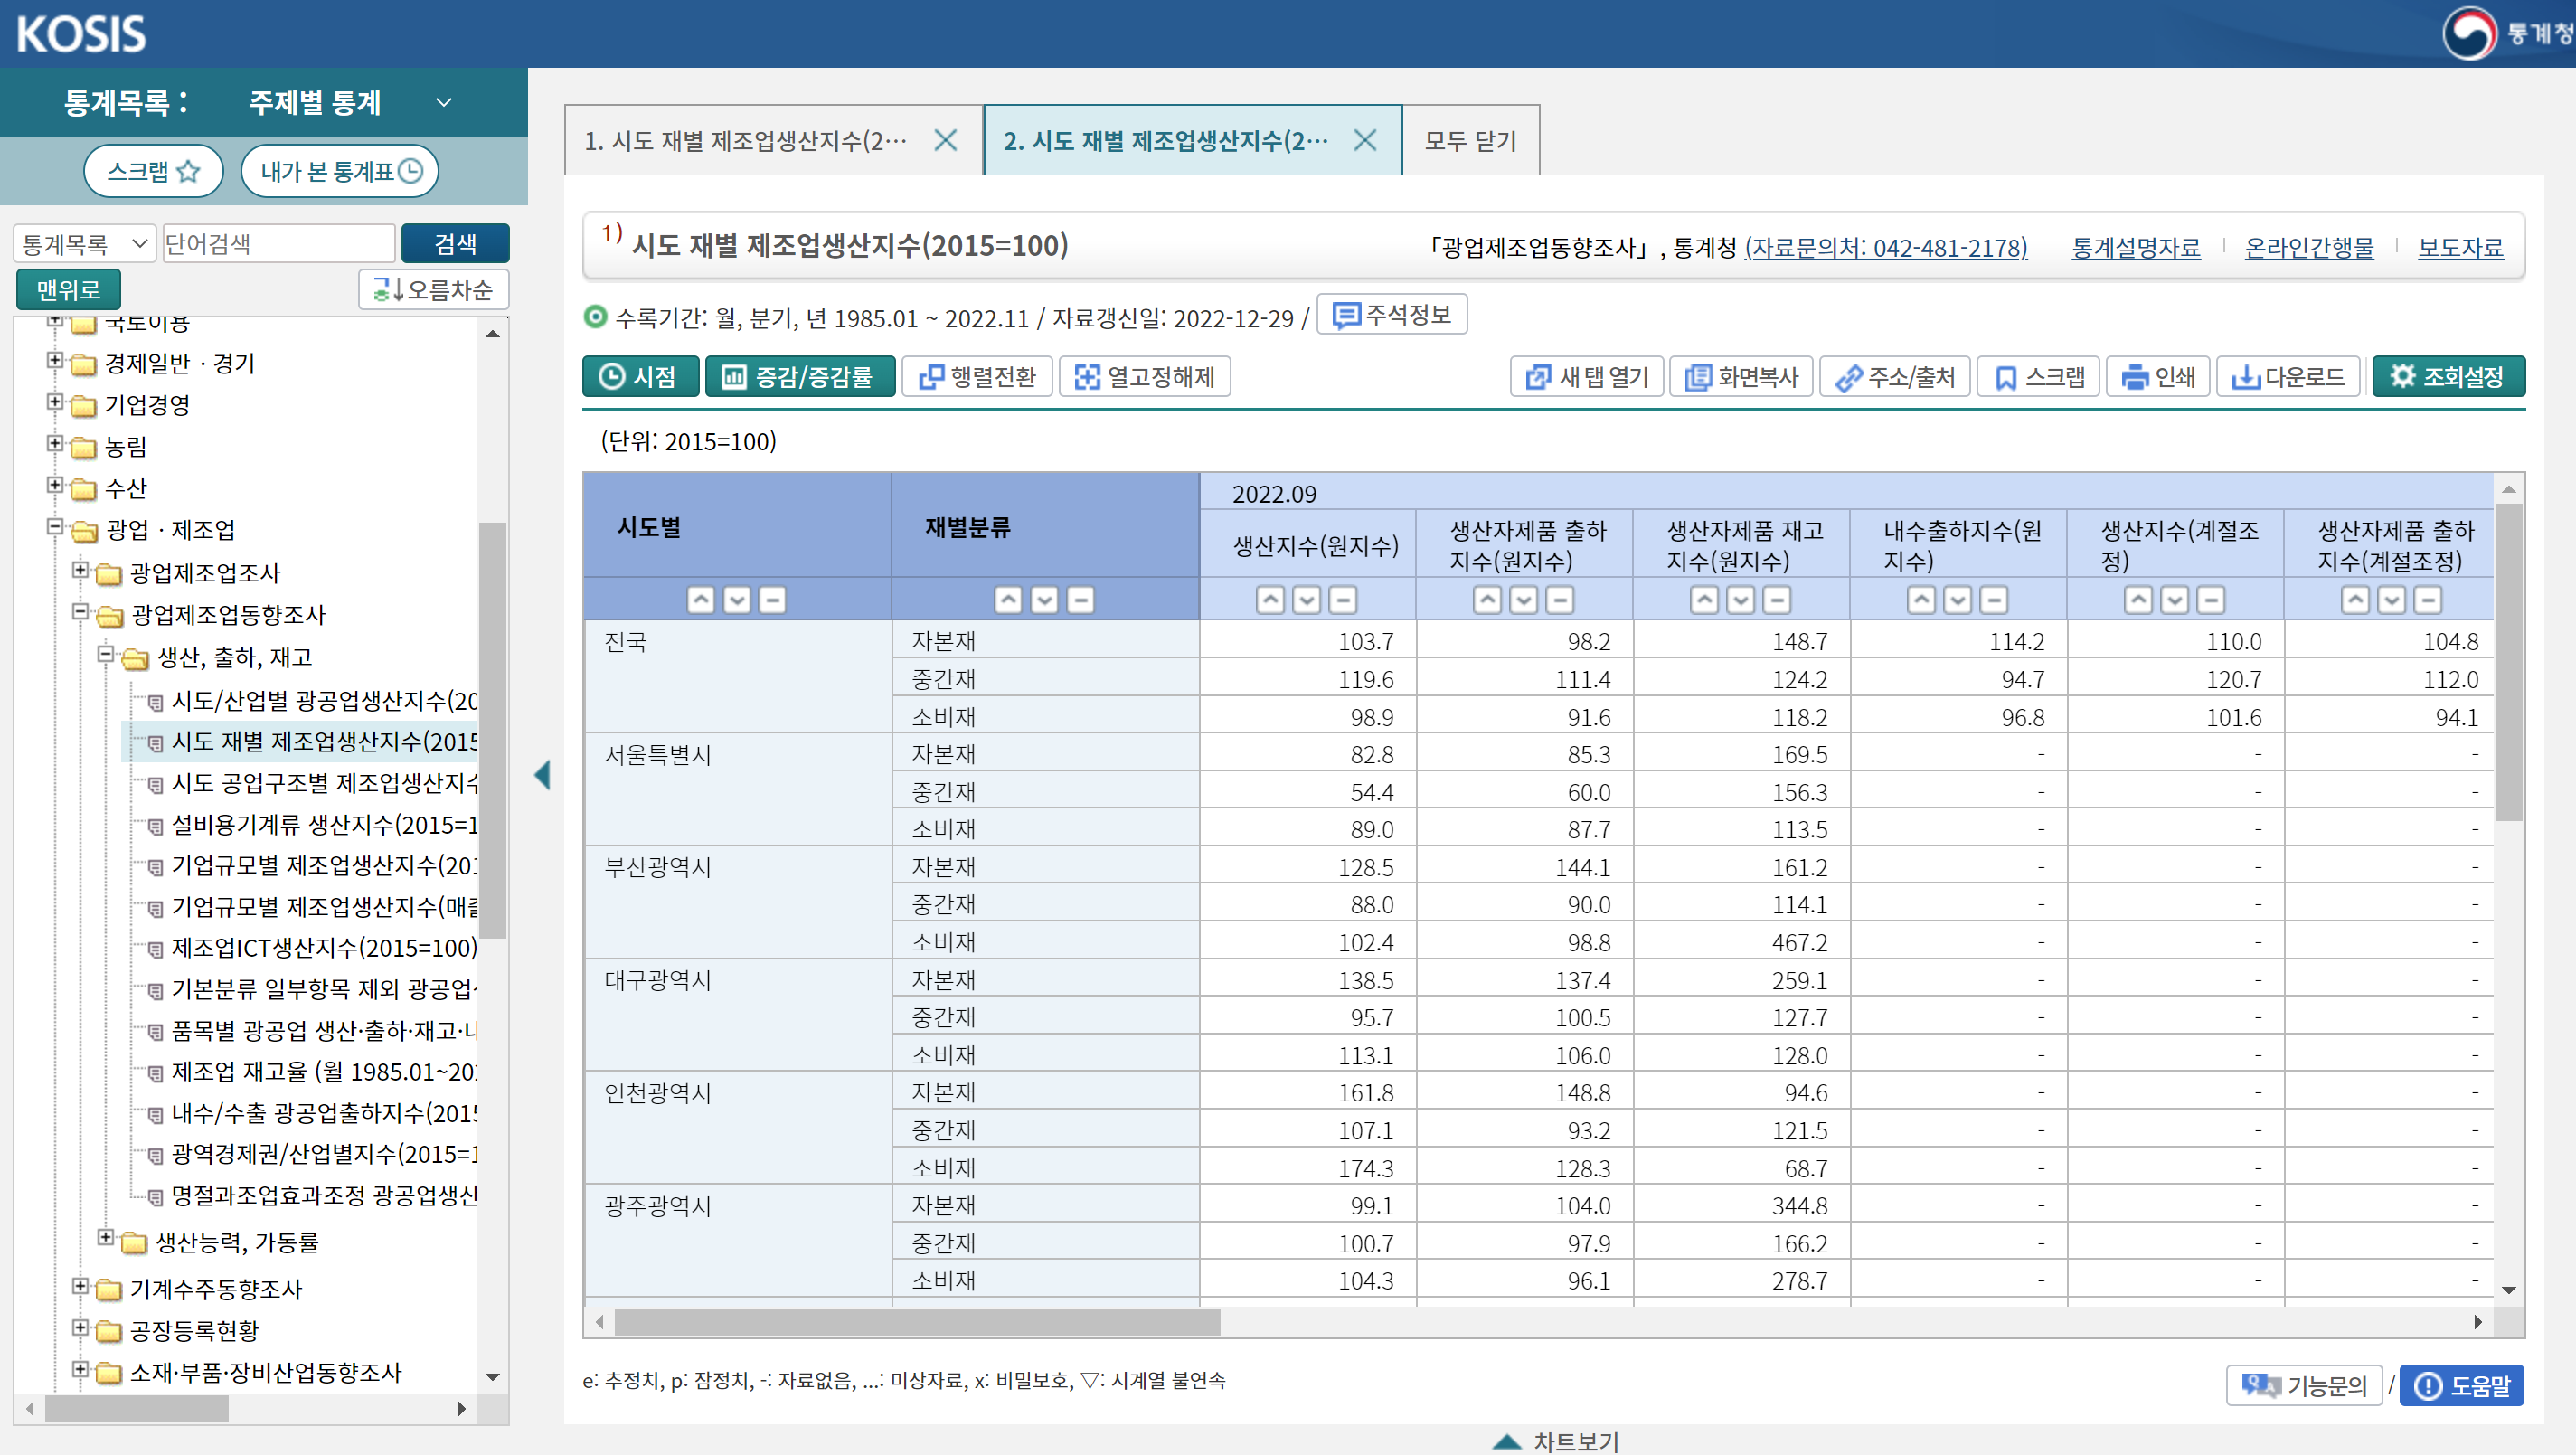 KOSIS
통계청
통계목록 : 주제별 통계
스크랩 내가 본 통계표
통계목록 단어검색 검색
맨위로 오름차순
국토이용
경제일반 · 경기
기업경영
농림
수산
광업 · 제조업
광업제조업조사
광업제조업동향조사
생산, 출하, 재고
시도/산업별 광공업생산지수(20
시도 재별 제조업생산지수(2015
시도 공업구조별 제조업생산지수
설비용기계류 생산지수(2015=1
기업규모별 제조업생산지수(201
기업규모별 제조업생산지수(매출
제조업ICT생산지수(2015=100)
기본분류 일부항목 제외 광공업
품목별 광공업 생산·출하·재고·내
제조업 재고율 (월 1985.01~202
내수/수출 광공업출하지수(2015
광역경제권/산업별지수(2015=1
명절과조업효과조정 광공업생산
생산능력, 가동률
기계수주동향조사
공장등록현황
소재·부품·장비산업동향조사
1. 시도 재별 제조업생산지수(2… 2. 시도 재별 제조업생산지수(2… 모두 닫기
1) 시도 재별 제조업생산지수(2015=100) 「광업제조업동향조사」, 통계청 (자료문의처: 042-481-2178) 통계설명자료 온라인간행물 보도자료
수록기간: 월, 분기, 년 1985.01 ~ 2022.11 / 자료갱신일: 2022-12-29 / 주석정보
시점 증감/증감률 행렬전환 열고정해제 새 탭 열기 화면복사 주소/출처 스크랩 인쇄 다운로드 조회설정
(단위: 2015=100)
시도별 재별분류 2022.09
생산지수(원지수) 생산자제품 출하지수(원지수) 생산자제품 재고지수(원지수) 내수출하지수(원지수) 생산지수(계절조정) 생산자제품 출하지수(계절조정)
전국 자본재 103.7 98.2 148.7 114.2 110.0 104.8
중간재 119.6 111.4 124.2 94.7 120.7 112.0
소비재 98.9 91.6 118.2 96.8 101.6 94.1
서울특별시 자본재 82.8 85.3 169.5 - - -
중간재 54.4 60.0 156.3 - - -
소비재 89.0 87.7 113.5 - - -
부산광역시 자본재 128.5 144.1 161.2 - - -
중간재 88.0 90.0 114.1 - - -
소비재 102.4 98.8 467.2 - - -
대구광역시 자본재 138.5 137.4 259.1 - - -
중간재 95.7 100.5 127.7 - - -
소비재 113.1 106.0 128.0 - - -
인천광역시 자본재 161.8 148.8 94.6 - - -
중간재 107.1 93.2 121.5 - - -
소비재 174.3 128.3 68.7 - - -
광주광역시 자본재 99.1 104.0 344.8 - - -
중간재 100.7 97.9 166.2 - - -
소비재 104.3 96.1 278.7 - - -
e: 추정치, p: 잠정치, -: 자료없음, ...: 미상자료, x: 비밀보호, ▽: 시계열 불연속
기능문의 / 도움말
차트보기